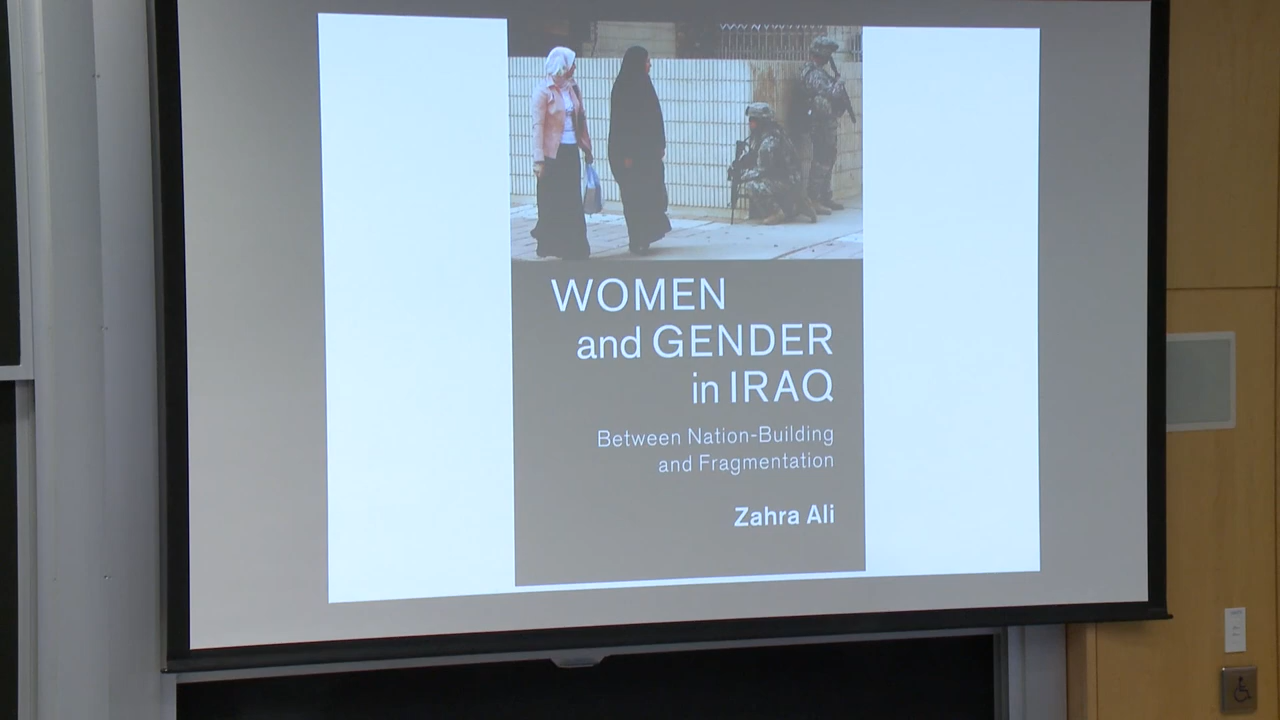 WOMEN
and GENDER
in IRAQ
Between Nation-Building
and Fragmentation
Zahra Ali